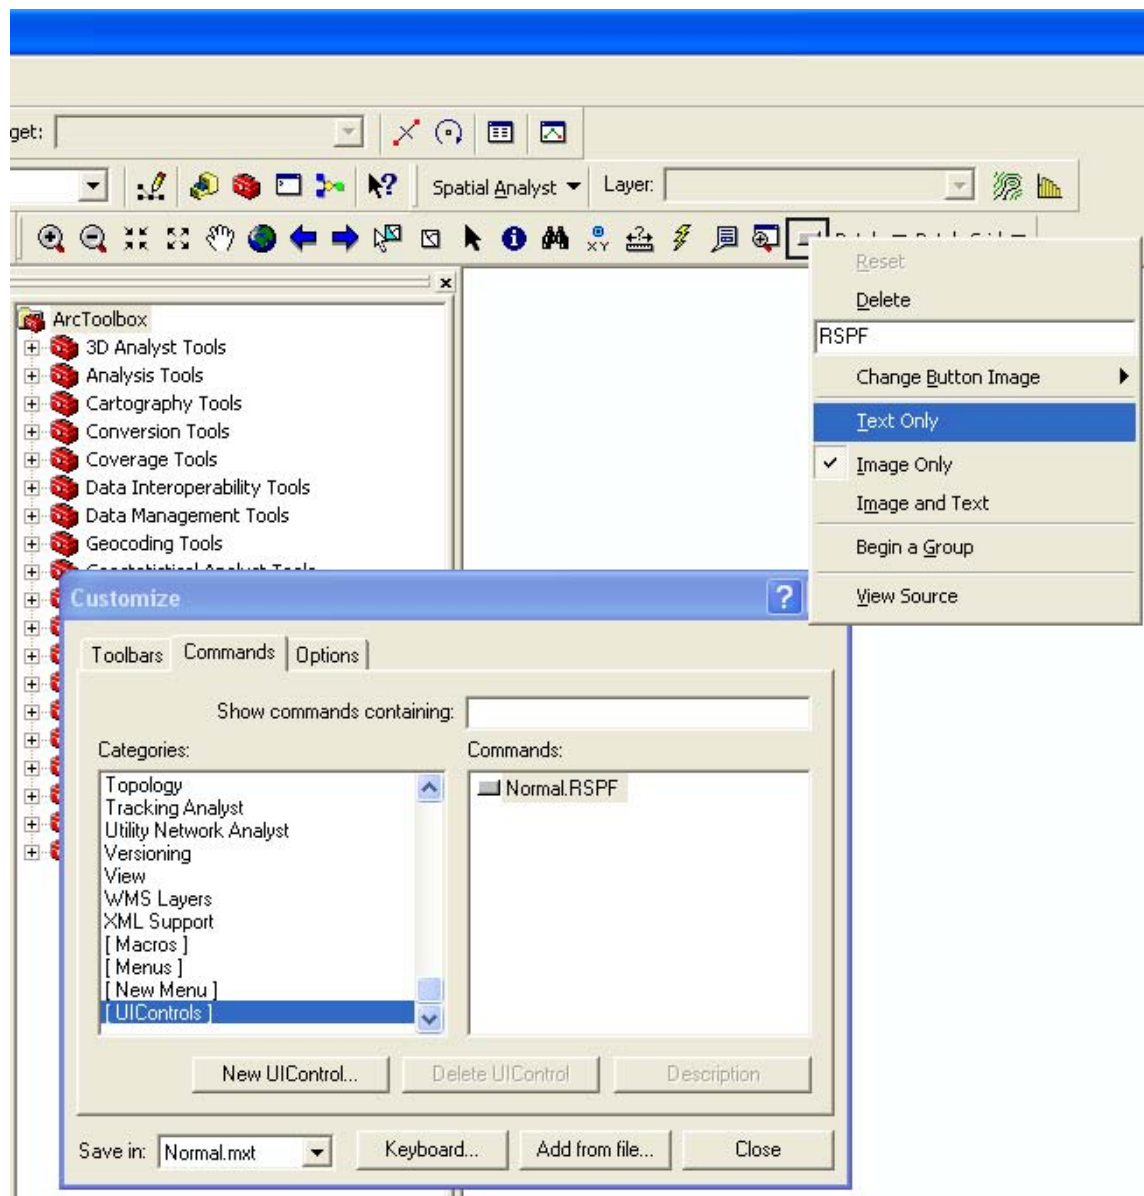 get:
Spatial Analyst
Layer:
XY
Reset
Delete
RSPF
Change Button Image
Text Only
Image Only
Image and Text
Begin a Group
View Source
ArcToolbox
3D Analyst Tools
Analysis Tools
Cartography Tools
Conversion Tools
Coverage Tools
Data Interoperability Tools
Data Management Tools
Geocoding Tools
Geostatistical Analyst Tools
Customize
Toolbars Commands Options
Show commands containing:
Categories:
Topology
Tracking Analyst
Utility Network Analyst
Versioning
View
WMS Layers
XML Support
[ Macros ]
[ Menus ]
[ New Menu ]
[ UIControls ]
Commands:
Normal.RSPF
New UIControl... Delete UIControl Description
Save in: Normal.mxt Keyboard... Add from file... Close